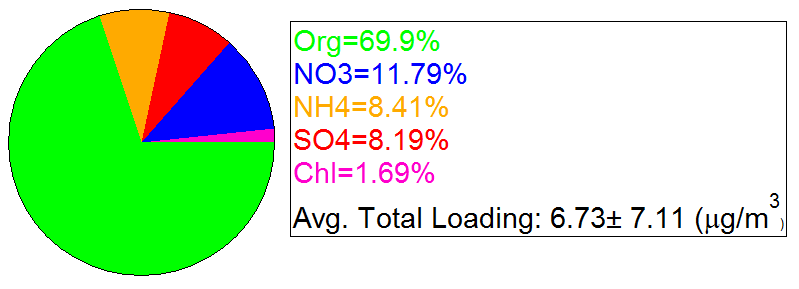 Org=69.9%
NO3=11.79%
NH4=8.41%
SO4=8.19%
Chl=1.69%
Avg. Total Loading: 6.73± 7.11 (μg/m³)